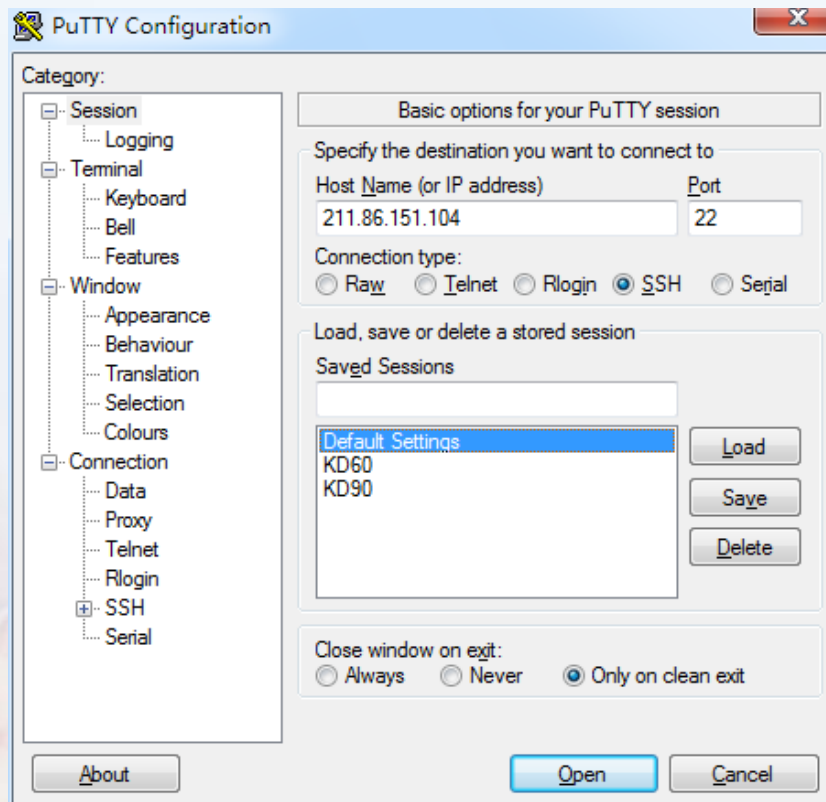 PuTTY Configuration
Category:
Session
Logging
Terminal
Keyboard
Bell
Features
Window
Appearance
Behaviour
Translation
Selection
Colours
Connection
Data
Proxy
Telnet
Rlogin
SSH
Serial
Basic options for your PuTTY session
Specify the destination you want to connect to
Host Name (or IP address) Port
211.86.151.104 22
Connection type:
Raw Telnet Rlogin SSH Serial
Load, save or delete a stored session
Saved Sessions
Default Settings
KD60
KD90
Load
Save
Delete
Close window on exit:
Always Never Only on clean exit
About Open Cancel